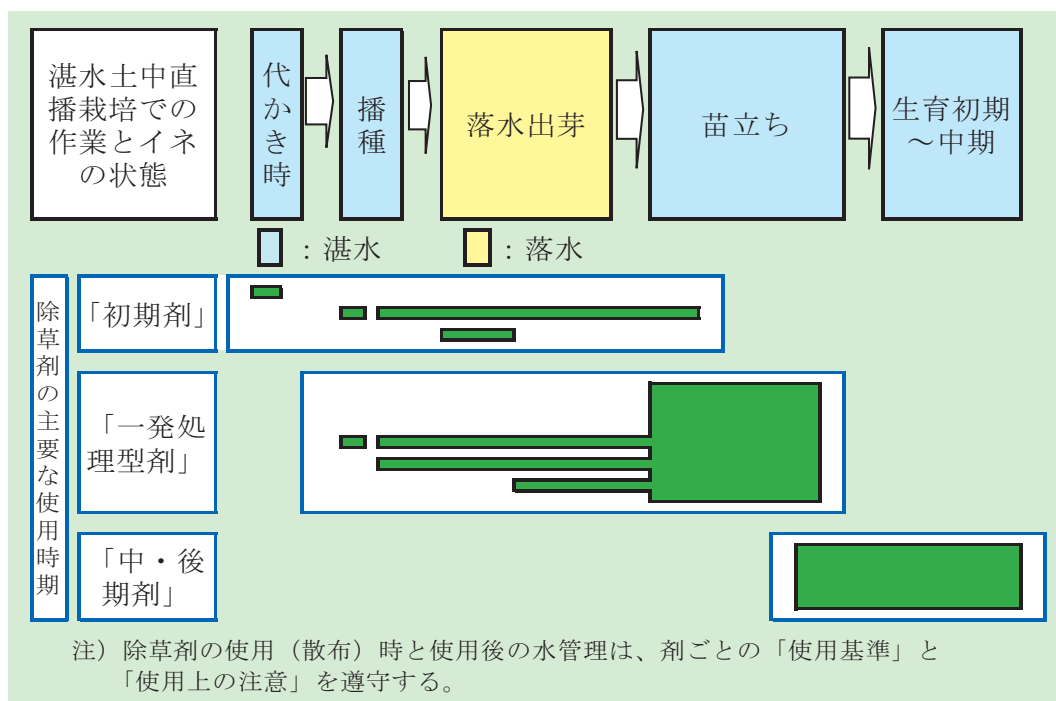 湛水土中直
播栽培での
作業とイネ
の状態
代かき時
播種
落水出芽
苗立ち
生育初期
～中期
：湛水
：落水
除草剤の主要な使用時期
「初期剤」
「一発処
理型剤」
「中・後
期剤」
注）除草剤の使用（散布）時と使用後の水管理は、剤ごとの「使用基準」と
「使用上の注意」を遵守する。